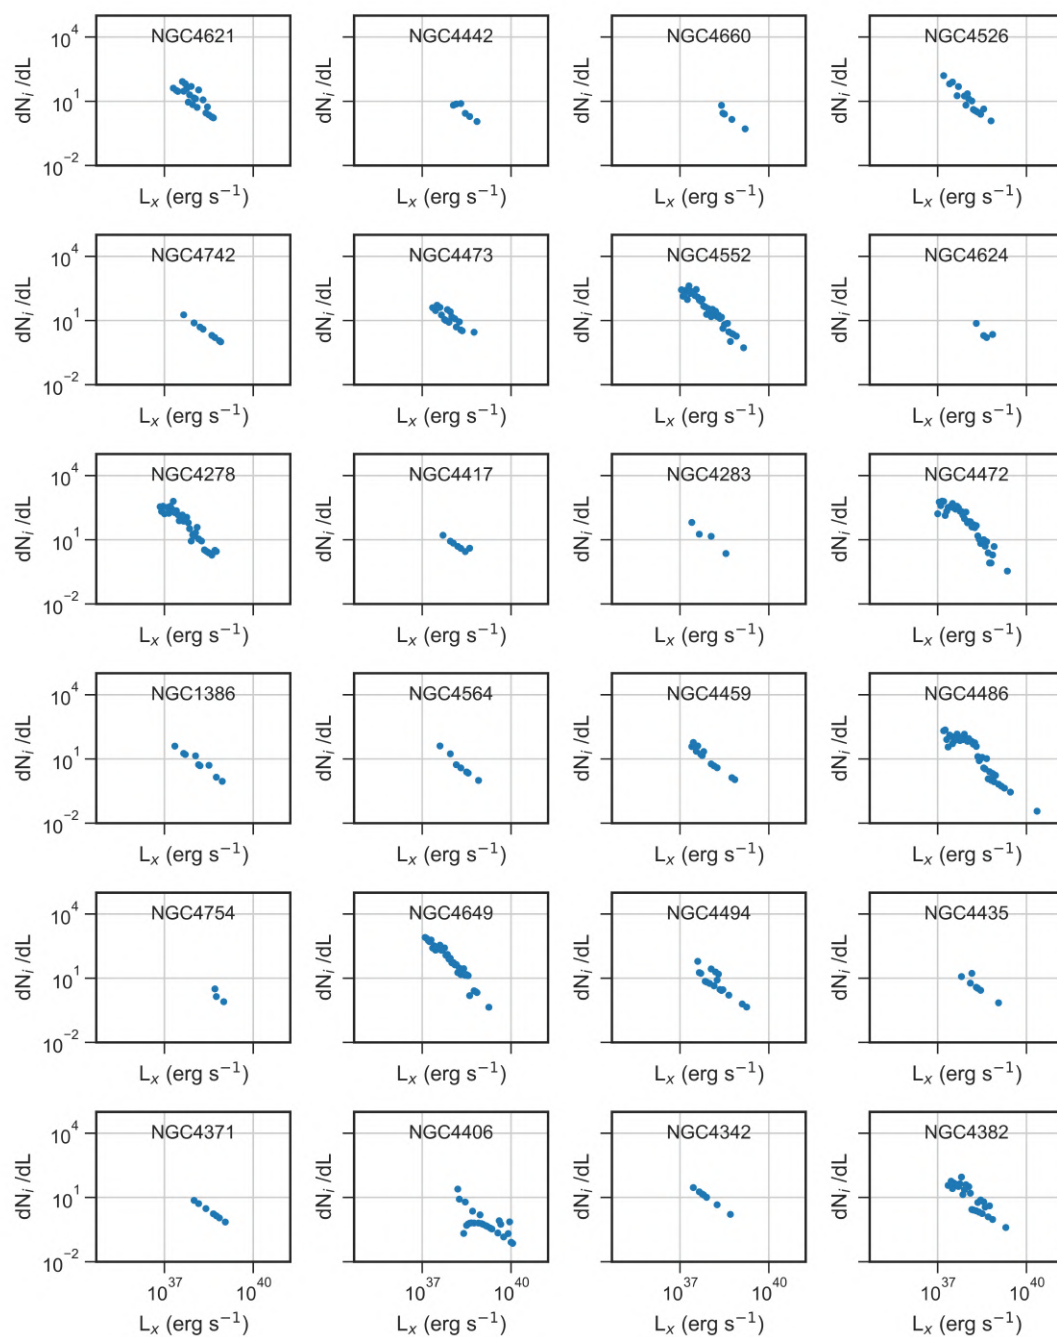 NGC4621 NGC4442 NGC4660 NGC4526
10^4
10^1
10^-2
dN_i /dL dN_i /dL dN_i /dL dN_i /dL
L_x (erg s^-1) L_x (erg s^-1) L_x (erg s^-1) L_x (erg s^-1)
NGC4742 NGC4473 NGC4552 NGC4624
10^4
10^1
10^-2
dN_i /dL dN_i /dL dN_i /dL dN_i /dL
L_x (erg s^-1) L_x (erg s^-1) L_x (erg s^-1) L_x (erg s^-1)
NGC4278 NGC4417 NGC4283 NGC4472
10^4
10^1
10^-2
dN_i /dL dN_i /dL dN_i /dL dN_i /dL
L_x (erg s^-1) L_x (erg s^-1) L_x (erg s^-1) L_x (erg s^-1)
NGC1386 NGC4564 NGC4459 NGC4486
10^4
10^1
10^-2
dN_i /dL dN_i /dL dN_i /dL dN_i /dL
L_x (erg s^-1) L_x (erg s^-1) L_x (erg s^-1) L_x (erg s^-1)
NGC4754 NGC4649 NGC4494 NGC4435
10^4
10^1
10^-2
dN_i /dL dN_i /dL dN_i /dL dN_i /dL
L_x (erg s^-1) L_x (erg s^-1) L_x (erg s^-1) L_x (erg s^-1)
NGC4371 NGC4406 NGC4342 NGC4382
10^4
10^1
10^-2
dN_i /dL dN_i /dL dN_i /dL dN_i /dL
10^37 10^40 10^37 10^40 10^37 10^40 10^37 10^40
L_x (erg s^-1) L_x (erg s^-1) L_x (erg s^-1) L_x (erg s^-1)